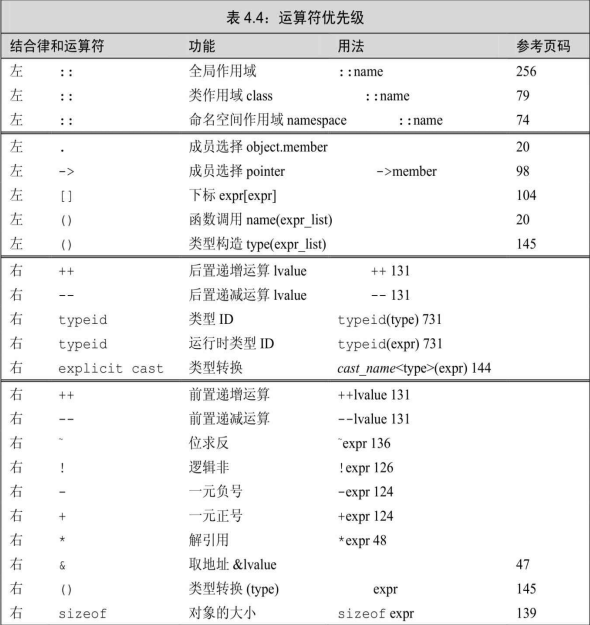 表 4.4：运算符优先级
结合律和运算符 功能 用法 参考页码
左 :: 全局作用域 ::name 256
左 :: 类作用域 class ::name 79
左 :: 命名空间作用域 namespace ::name 74
左 . 成员选择 object.member 20
左 -> 成员选择 pointer ->member 98
左 [] 下标 expr[expr] 104
左 () 函数调用 name(expr_list) 20
左 () 类型构造 type(expr_list) 145
右 ++ 后置递增运算 lvalue ++ 131
右 -- 后置递减运算 lvalue -- 131
右 typeid 类型 ID typeid(type) 731
右 typeid 运行时类型 ID typeid(expr) 731
右 explicit cast 类型转换 cast_name<type>(expr) 144
右 ++ 前置递增运算 ++lvalue 131
右 -- 前置递减运算 --lvalue 131
右 ~ 位求反 ~expr 136
右 ! 逻辑非 !expr 126
右 - 一元负号 -expr 124
右 + 一元正号 +expr 124
右 * 解引用 *expr 48
右 & 取地址 &lvalue 47
右 () 类型转换 (type) expr 145
右 sizeof 对象的大小 sizeof expr 139